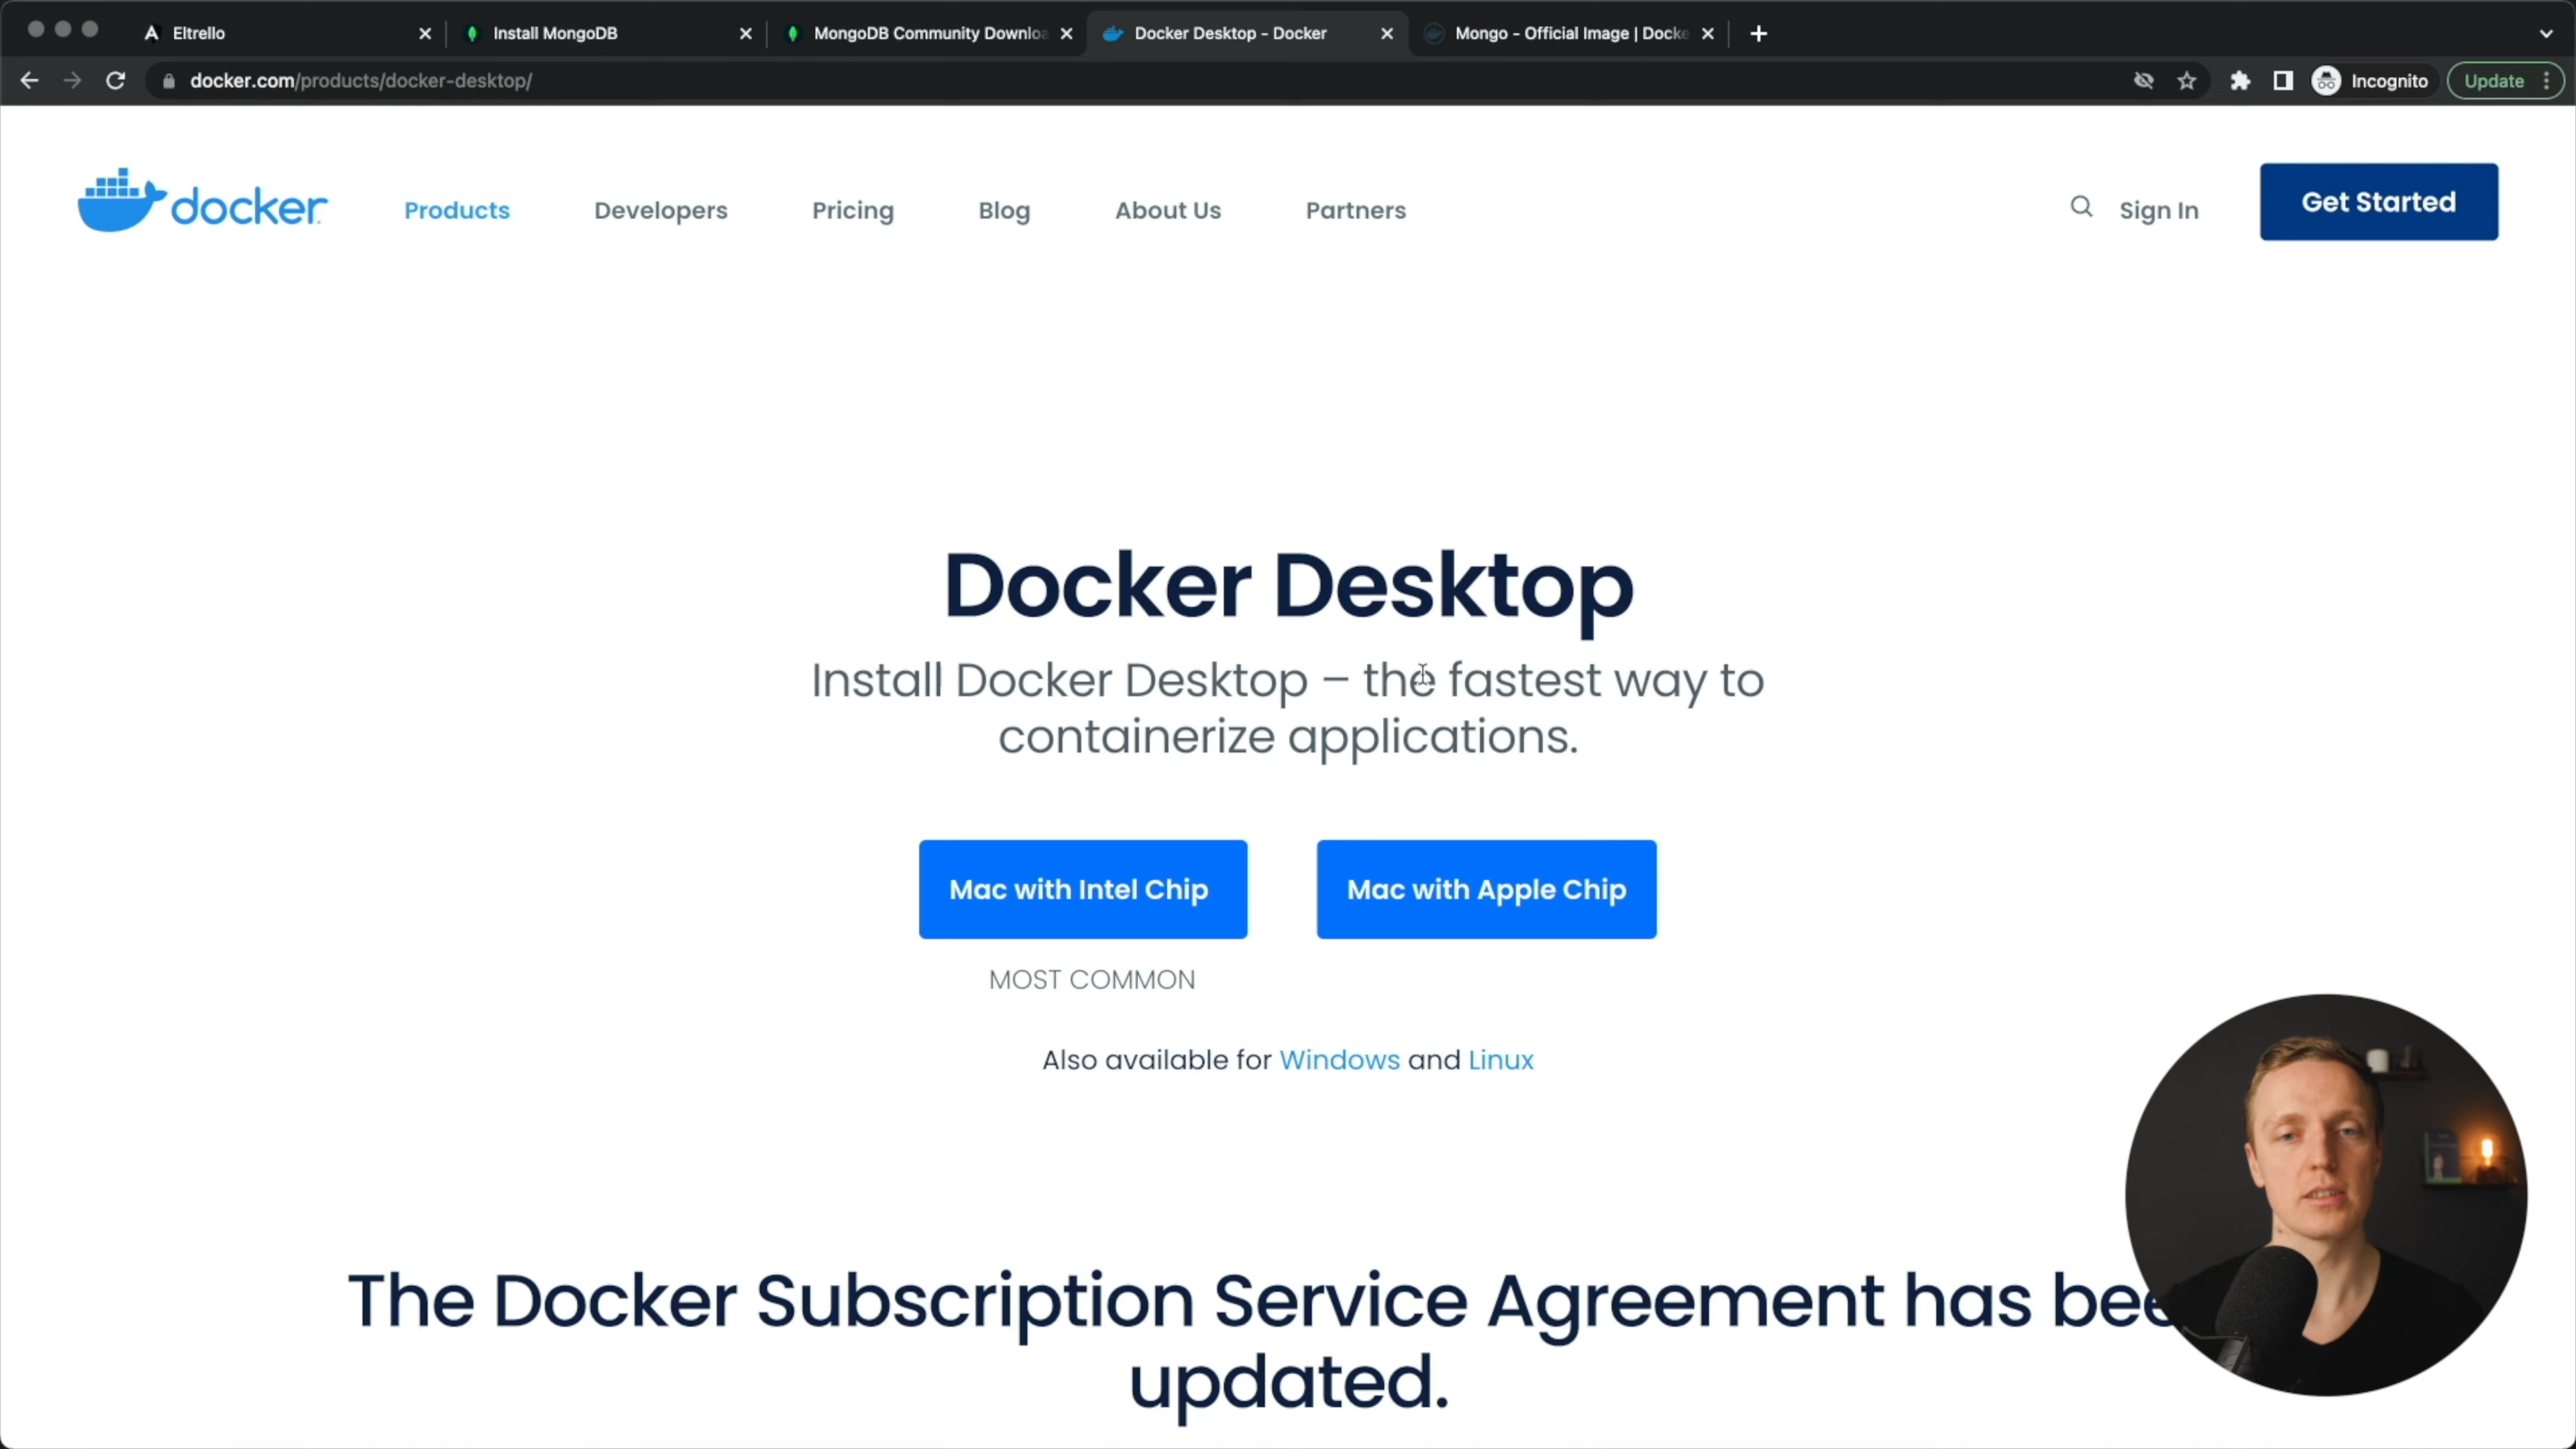 Eltrello
Install MongoDB
MongoDB Community Downlo
Docker Desktop - Docker
Mongo - Official Image | Docke
docker.com/products/docker-desktop/
Incognito
Update
docker
Products
Developers
Pricing
Blog
About Us
Partners
Sign In
Get Started
Docker Desktop
Install Docker Desktop – the fastest way to
containerize applications.
Mac with Intel Chip
Mac with Apple Chip
MOST COMMON
Also available for Windows and Linux
The Docker Subscription Service Agreement has bee
updated.